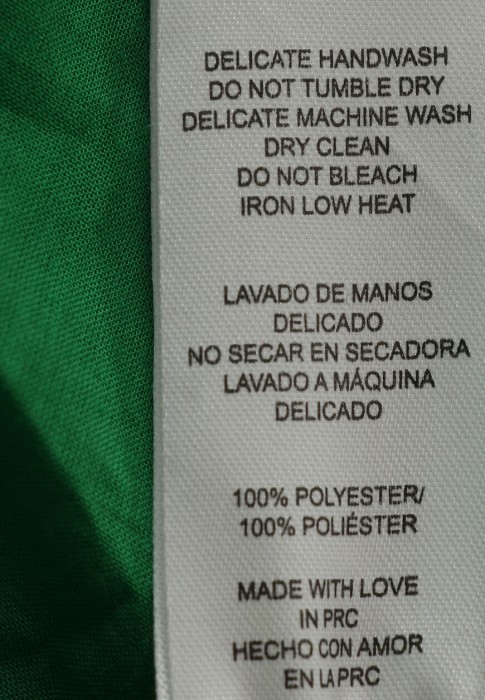 DELICATE HANDWASH
DO NOT TUMBLE DRY
DELICATE MACHINE WASH
DRY CLEAN
DO NOT BLEACH
IRON LOW HEAT
LAVADO DE MANOS
DELICADO
NO SECAR EN SECADORA
LAVADO A MÁQUINA
DELICADO
100% POLYESTER/
100% POLIÉSTER
MADE WITH LOVE
IN PRC
HECHO CON AMOR
EN LA PRC